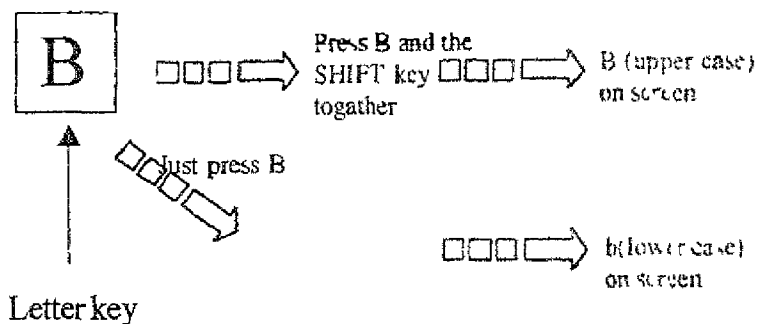 B
Press B and the
SHIFT key
togather
B (upper case)
on screen
Just press B
b(lower case)
on screen
Letter key